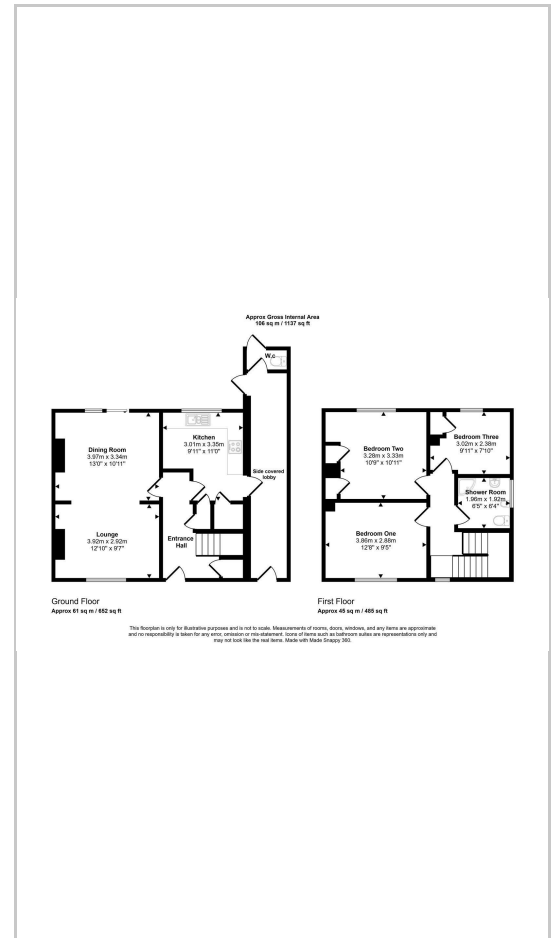 Approx Gross Internal Area
106 sq m / 1137 sq ft
W.c
Dining Room
3.97m x 3.34m
13'0" x 10'11"
Kitchen
3.01m x 3.35m
9'11" x 11'0"
Side covered
lobby
Lounge
3.92m x 2.92m
12'10" x 9'7"
Entrance
Hall
Ground Floor
Approx 61 sq m / 652 sq ft
Bedroom Two
3.28m x 3.33m
10'9" x 10'11"
Bedroom Three
3.02m x 2.38m
9'11" x 7'10"
Shower Room
1.96m x 1.92m
6'5" x 6'4"
Bedroom One
3.86m x 2.88m
12'8" x 9'5"
First Floor
Approx 45 sq m / 485 sq ft
This floorplan is only for illustrative purposes and is not to scale. Measurements of rooms, doors, windows, and any items are approximate
and no responsibility is taken for any error, omission or mis-statement. Icons of items such as bathroom suites are representations only and
may not look like the real items. Made with Made Snappy 360.